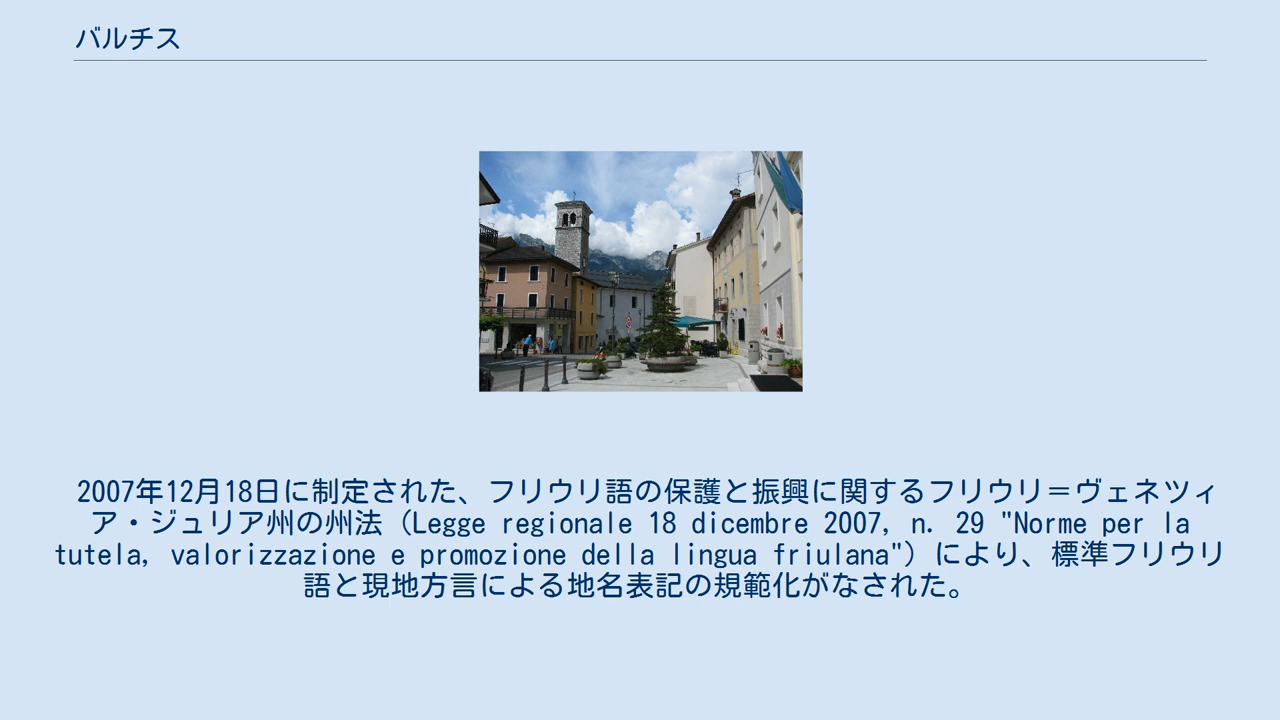 バルチス
2007年12月18日に制定された、フリウリ語の保護と振興に関するフリウリ＝ヴェネツィ
ア・ジュリア州の州法（Legge regionale 18 dicembre 2007, n. 29 "Norme per la
tutela, valorizzazione e promozione della lingua friulana"）により、標準フリウリ
語と現地方言による地名表記の規範化がなされた。